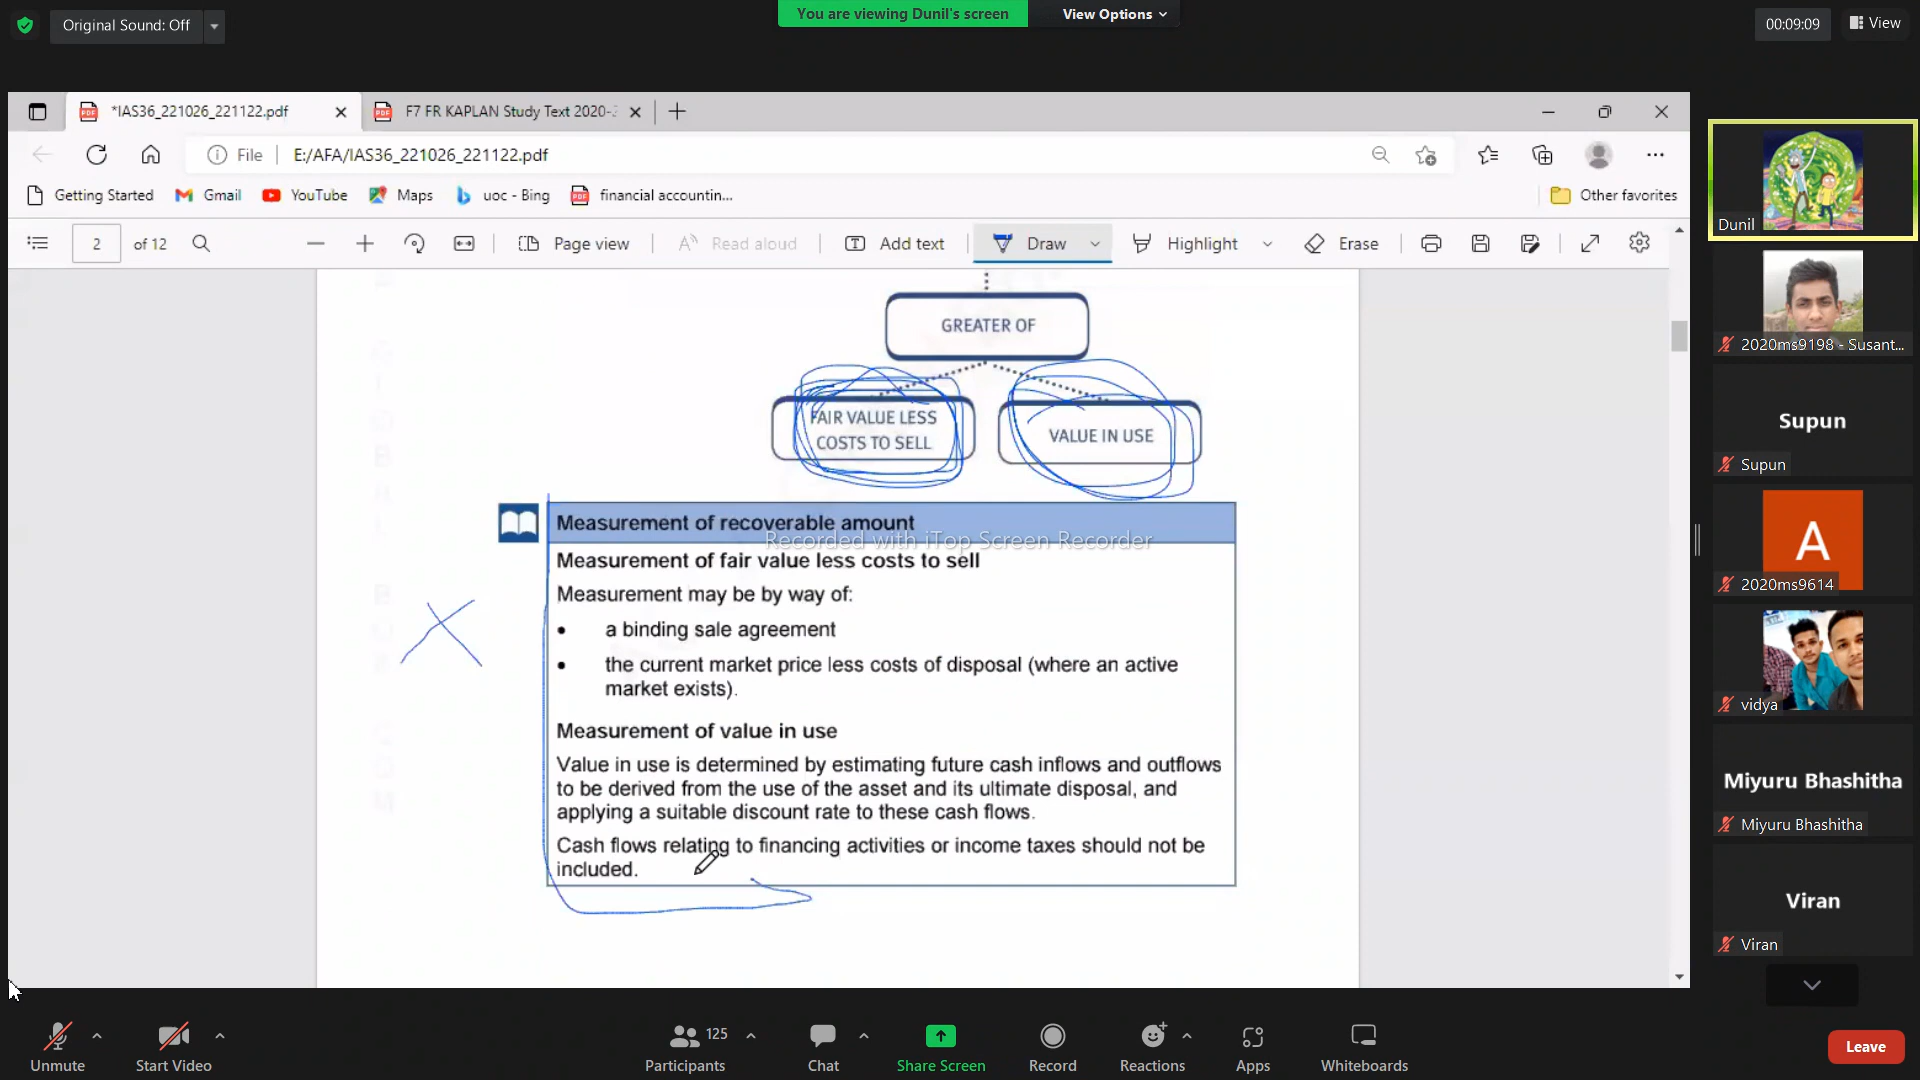 Original Sound: Off
You are viewing Dunil's screen
View Options
00:09:09
View
*IAS36_221026_221122.pdf
F7 FR KAPLAN Study Text 2020-
File
E:/AFA/IAS36_221026_221122.pdf
Getting Started
Gmail
YouTube
Maps
uoc - Bing
financial accountin...
Other favorites
2
of 12
Page view
Read aloud
Add text
Draw
Highlight
Erase
GREATER OF
FAIR VALUE LESS
COSTS TO SELL
VALUE IN USE
Measurement of recoverable amount
Recorded with iTop Screen Recorder
Measurement of fair value less costs to sell
Measurement may be by way of:
• a binding sale agreement
• the current market price less costs of disposal (where an active
market exists).
Measurement of value in use
Value in use is determined by estimating future cash inflows and outflows
to be derived from the use of the asset and its ultimate disposal, and
applying a suitable discount rate to these cash flows.
Cash flows relating to financing activities or income taxes should not be
included.
Dunil
2020ms9198 - Susant...
Supun
Supun
A
2020ms9614
vidya
Miyuru Bhashitha
Miyuru Bhashitha
Viran
Viran
Unmute
Start Video
Participants
125
Chat
Share Screen
Record
Reactions
Apps
Whiteboards
Leave